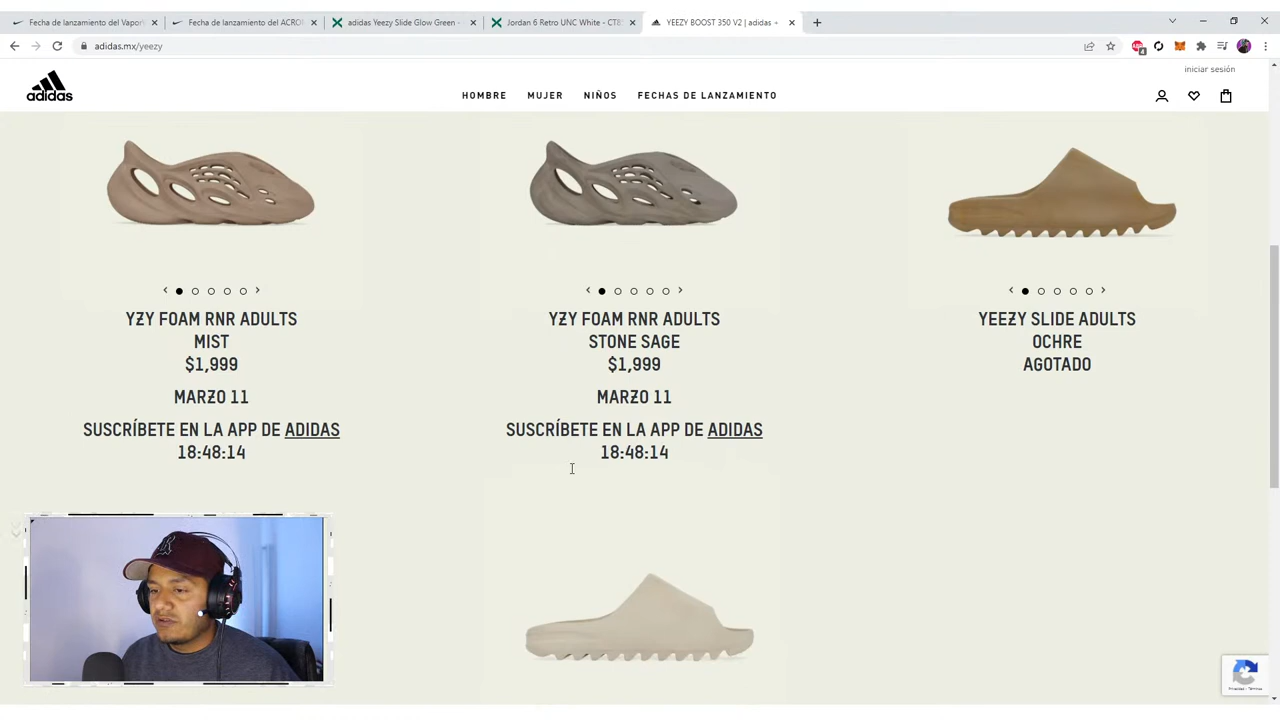 Fecha de lanzamiento del Vapor
Fecha de lanzamiento del ACRO
adidas Yeezy Slide Glow Green -
Jordan 6 Retro UNC White - CT8
YEEZY BOOST 350 V2 | adidas
adidas.mx/yeezy
4
iniciar sesión
adidas
HOMBRE MUJER NIÑOS FECHAS DE LANZAMIENTO
YZY FOAM RNR ADULTS
MIST
$1,999
MARZO 11
SUSCRÍBETE EN LA APP DE ADIDAS
18:48:14
YZY FOAM RNR ADULTS
STONE SAGE
$1,999
MARZO 11
SUSCRÍBETE EN LA APP DE ADIDAS
18:48:14
YEEZY SLIDE ADULTS
OCHRE
AGOTADO
Privacidad - Términos